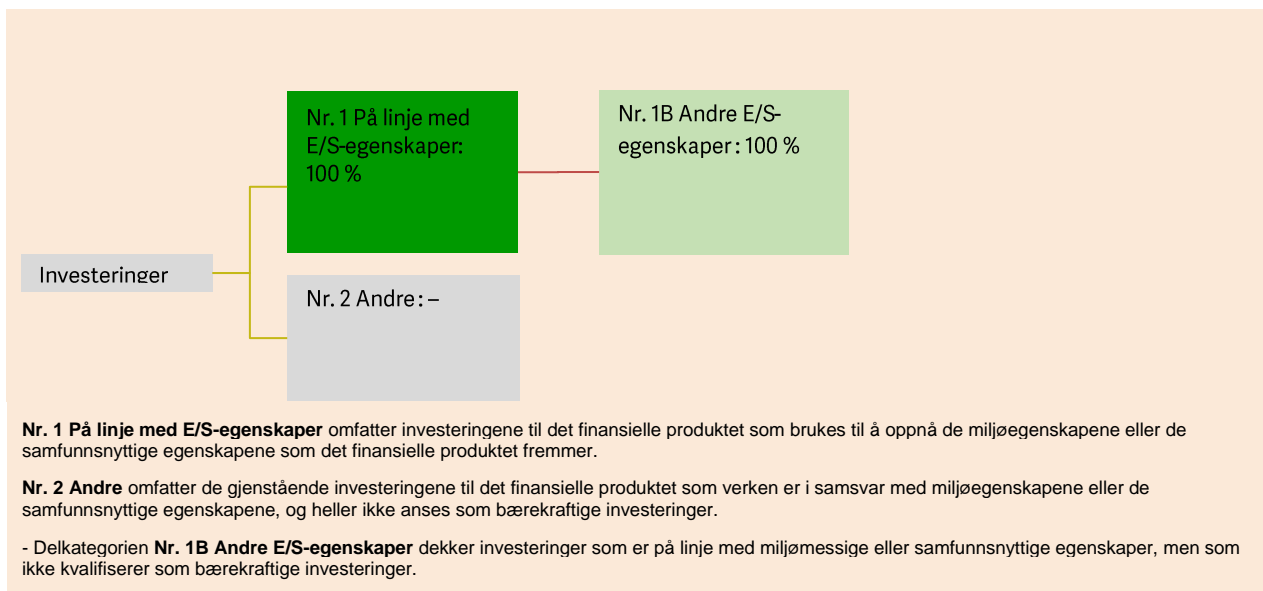 Nr. 1 På linje med
E/S-egenskaper:
100 %
Nr. 1B Andre E/S-
egenskaper : 100 %
Investeringer
Nr. 2 Andre : –
Nr. 1 På linje med E/S-egenskaper omfatter investeringene til det finansielle produktet som brukes til å oppnå de miljøegenskapene eller de
samfunnsnyttige egenskapene som det finansielle produktet fremmer.
Nr. 2 Andre omfatter de gjenstående investeringene til det finansielle produktet som verken er i samsvar med miljøegenskapene eller de
samfunnsnyttige egenskapene, og heller ikke anses som bærekraftige investeringer.
- Delkategorien Nr. 1B Andre E/S-egenskaper dekker investeringer som er på linje med miljømessige eller samfunnsnyttige egenskaper, men som
ikke kvalifiserer som bærekraftige investeringer.